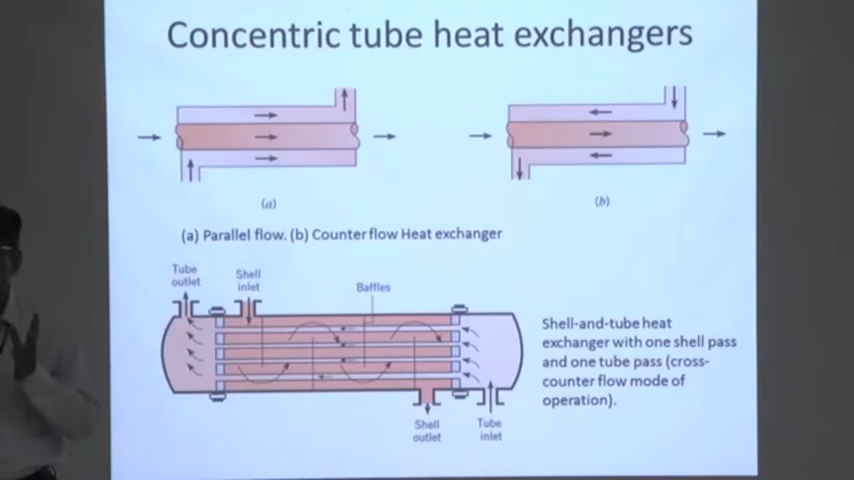 Concentric tube heat exchangers
(a)
(b)
(a) Parallel flow. (b) Counter flow Heat exchanger
Tube
outlet
Shell
inlet
Baffles
Shell-and-tube heat
exchanger with one shell pass
and one tube pass (cross-
counter flow mode of
operation).
Shell
outlet
Tube
inlet